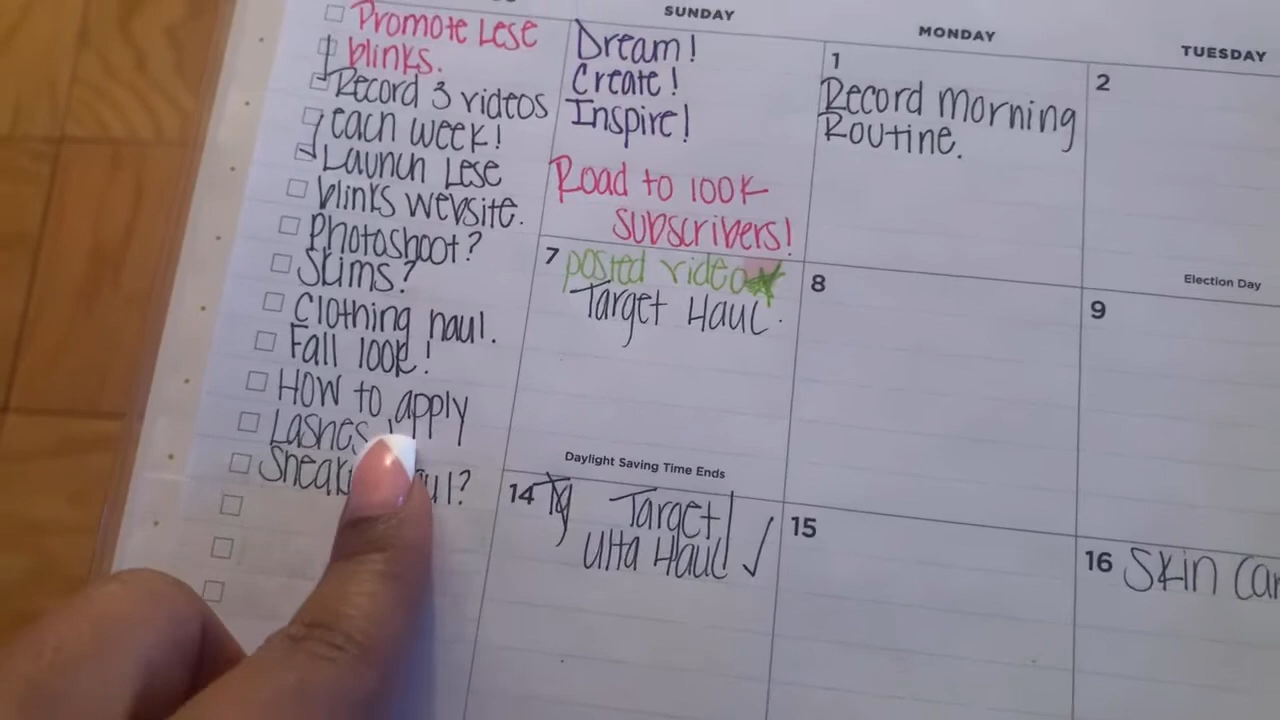 Promote Lese
blinks.
Record 3 videos
each week!
Launch Lese
blinks website.
Photoshoot?
Skims?
Clothing haul.
Fall look!
How to apply
Lashes
SUNDAY
Dream!
Create!
Inspire!
Road to 100K
subscribers!
MONDAY
1
Record Morning
Routine.
TUESDAY
2
7 posted video
Target Haul.
Daylight Saving Time Ends
8
Election Day
9
14 Target
Ulta Haul ✓
15
16 Skin